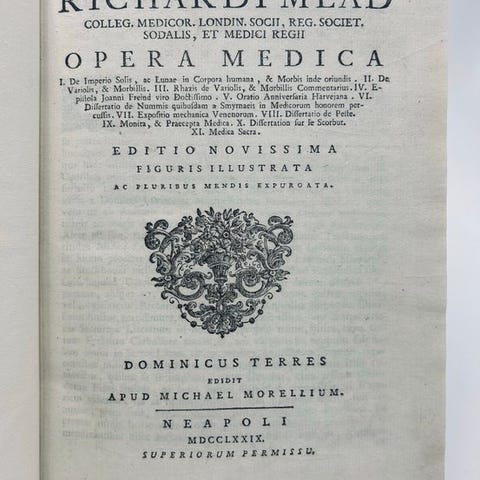 RICHARDI MEAD
COLLEG. MEDICOR. LONDIN. SOCII, REG. SOCIET.
SODALIS, ET MEDICI REGII
OPERA MEDICA
I. De Imperio Solis, ac Lunae in Corpora humana, & Morbis inde oriundis. II. De
Variolis, & Morbillis. III. Rhazis de Variolis, & Morbillis Commentarius. IV. E-
pistola Joanni Freind viro Doctissimo. V. Oratio Anniversaria Harvejana. VI.
Dissertatio de Nummis quibusdam a Smyrnaeis in Medicorum honorem per-
cussis. VII. Expositio mechanica Venenorum. VIII. Dissertatio de Peste.
IX. Monita, & Praecepta Medica. X. Dissertation sur le Scorbut.
XI. Medica Sacra.
EDITIO NOVISSIMA
FIGURIS ILLUSTRATA
AC PLURIBUS MENDIS EXPURGATA.
DOMINICUS TERRES
EDIDIT
APUD MICHAEL MORELLIUM.
NEAPOLI
MDCCLXXIX.
SUPERIORUM PERMISSU.